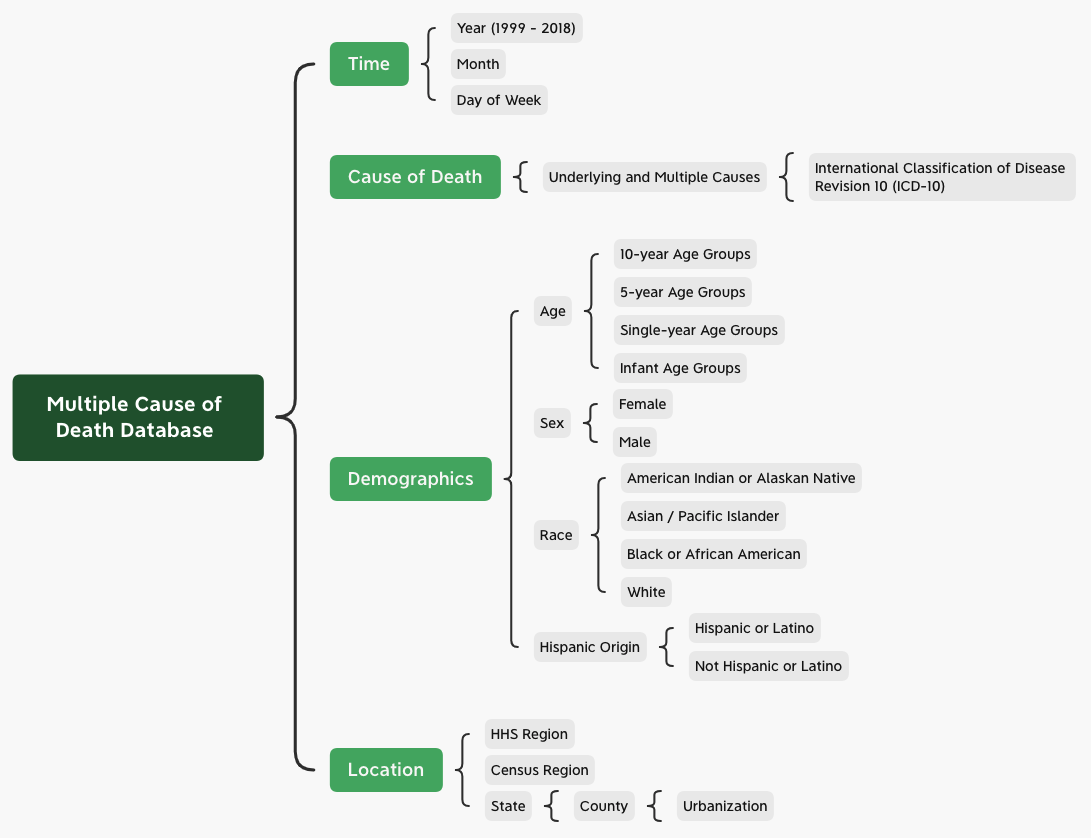 Multiple Cause of
Death Database
Time
Year (1999 - 2018)
Month
Day of Week
Cause of Death
Underlying and Multiple Causes
International Classification of Disease
Revision 10 (ICD-10)
Demographics
Age
10-year Age Groups
5-year Age Groups
Single-year Age Groups
Infant Age Groups
Sex
Female
Male
Race
American Indian or Alaskan Native
Asian / Pacific Islander
Black or African American
White
Hispanic Origin
Hispanic or Latino
Not Hispanic or Latino
Location
HHS Region
Census Region
State
County
Urbanization